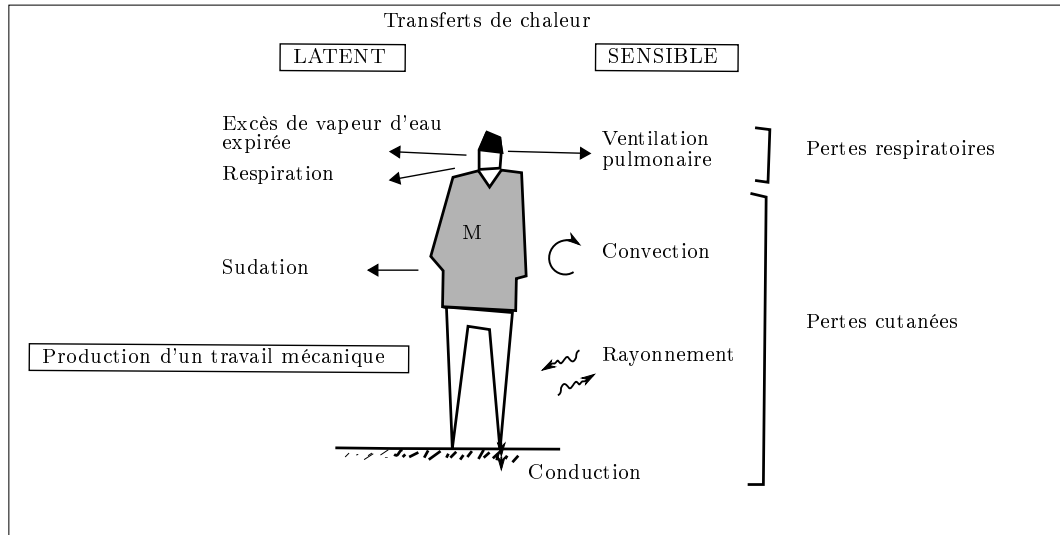 Transferts de chaleur
LATENT
SENSIBLE
Excès de vapeur d'eau
expirée
Respiration
Ventilation
pulmonaire
Pertes respiratoires
M
Sudation
Convection
Pertes cutanées
Production d'un travail mécanique
Rayonnement
Conduction